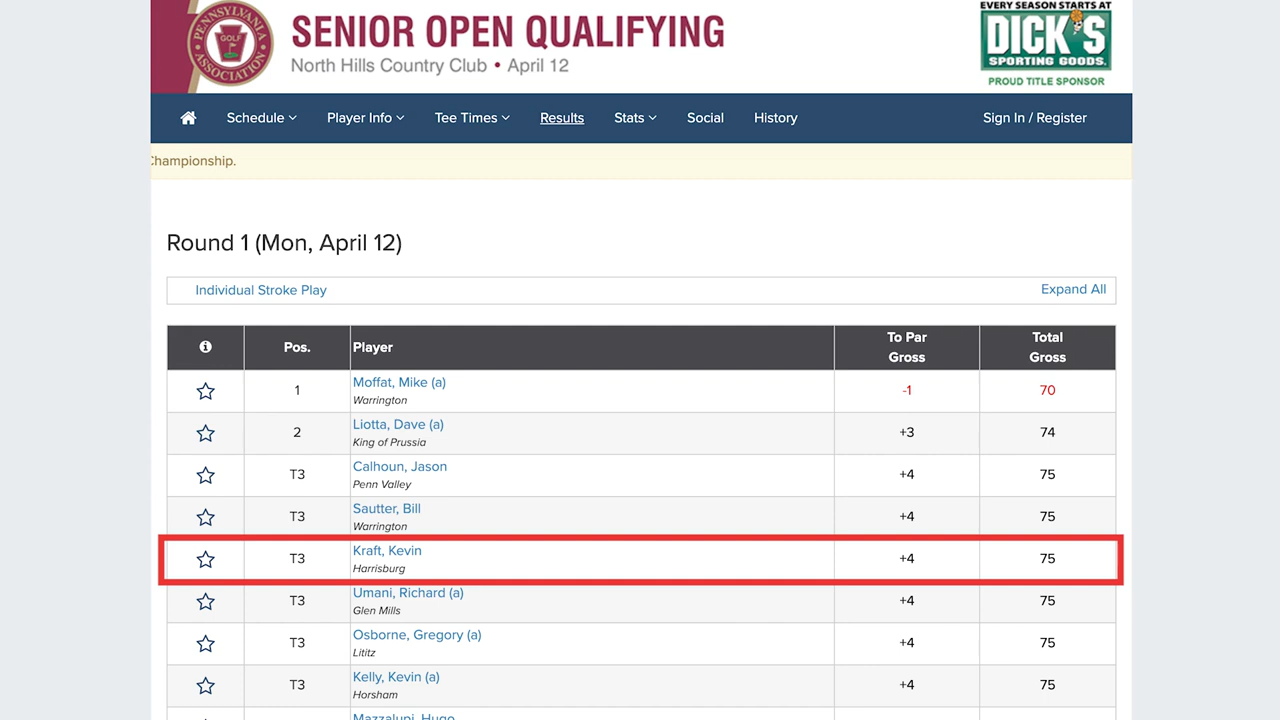 PENNSYLVANIA
GOLF
ASSOCIATION
SENIOR OPEN QUALIFYING
North Hills Country Club • April 12
EVERY SEASON STARTS AT
DICK'S
SPORTING GOODS.
PROUD TITLE SPONSOR
Schedule Player Info Tee Times Results Stats Social History Sign In / Register
Championship.
Round 1 (Mon, April 12)
Individual Stroke Play Expand All
Pos. Player To Par Gross Total Gross
1 Moffat, Mike (a) -1 70
Warrington
2 Liotta, Dave (a) +3 74
King of Prussia
T3 Calhoun, Jason +4 75
Penn Valley
T3 Sautter, Bill +4 75
Warrington
T3 Kraft, Kevin +4 75
Harrisburg
T3 Umani, Richard (a) +4 75
Glen Mills
T3 Osborne, Gregory (a) +4 75
Lititz
T3 Kelly, Kevin (a) +4 75
Horsham
Mazzalupi, Hugo